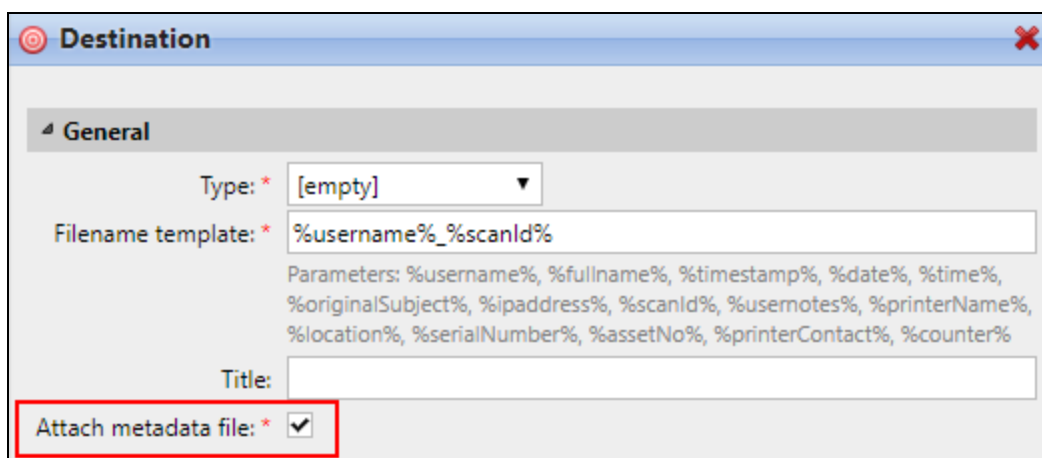 Destination
General
Type: * [empty]
Filename template: * %username%_%scanId%
Parameters: %username%, %fullname%, %timestamp%, %date%, %time%,
%originalSubject%, %ipaddress%, %scanId%, %usernotes%, %printerName%,
%location%, %serialNumber%, %assetNo%, %printerContact%, %counter%
Title:
Attach metadata file: *